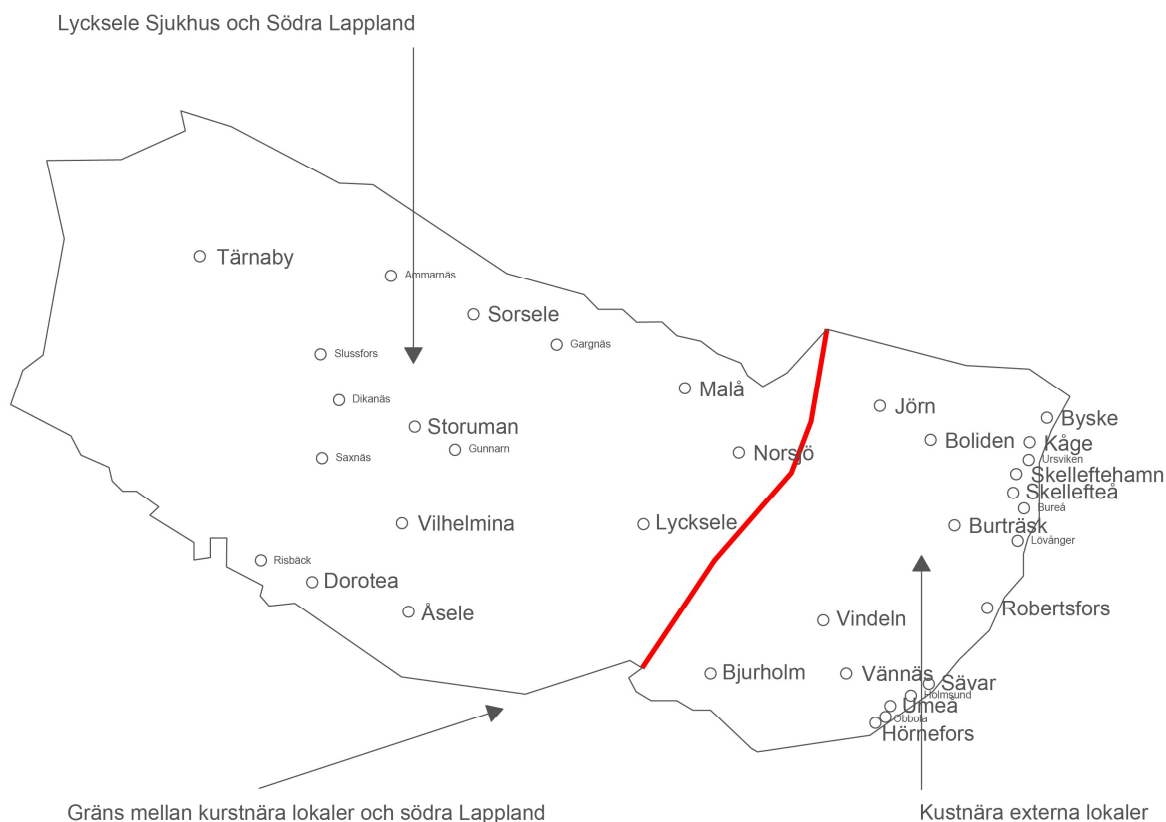 Lycksele Sjukhus och Södra Lappland
Tärnaby
Ammarnäs
Sorsele
Gargnäs
Slussfors
Malå
Dikanäs
Jörn
Byske
Storuman
Boliden
Kåge
Gunnarn
Norsjö
Saxnäs
Ursviken
Skelleftehamn
Skellefteå
Bureå
Vilhelmina
Lycksele
Burträsk
Lövånger
Risbäck
Dorotea
Åsele
Robertsfors
Vindeln
Bjurholm
Vännäs
Sävar
Holmsund
Umeå
Obbola
Hörnefors
Gräns mellan kurstnära lokaler och södra Lappland
Kustnära externa lokaler